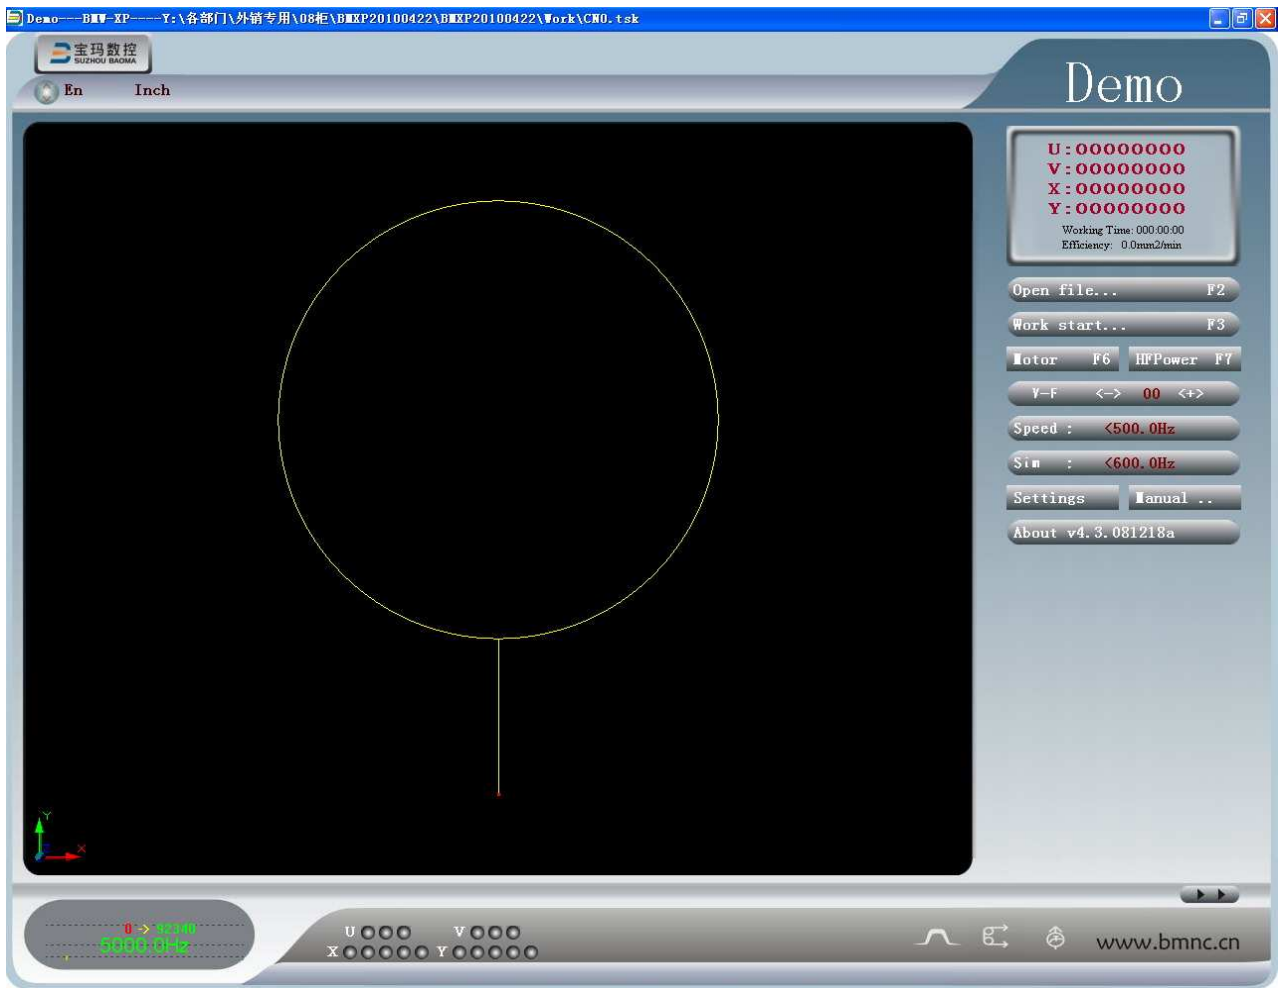 Demo---BMW-XP----Y:\各部门\外销专用\08柜\BMXP20100422\BMXP20100422\Work\CNO.tsk
宝玛数控
SUZHOU BAOMA
En Inch
Demo
U:00000000
V:00000000
X:00000000
Y:00000000
Working Time: 000:00:00
Efficiency: 0.0mm2/min
Open file... F2
Work start... F3
Motor F6 HFPower F7
V-F <-> 00 <+>
Speed : <500.0Hz
Sim : <600.0Hz
Settings Manual ..
About v4.3.081218a
Y
Z X
0 -> 92340
5000.0Hz
U V
X Y
www.bmnc.cn